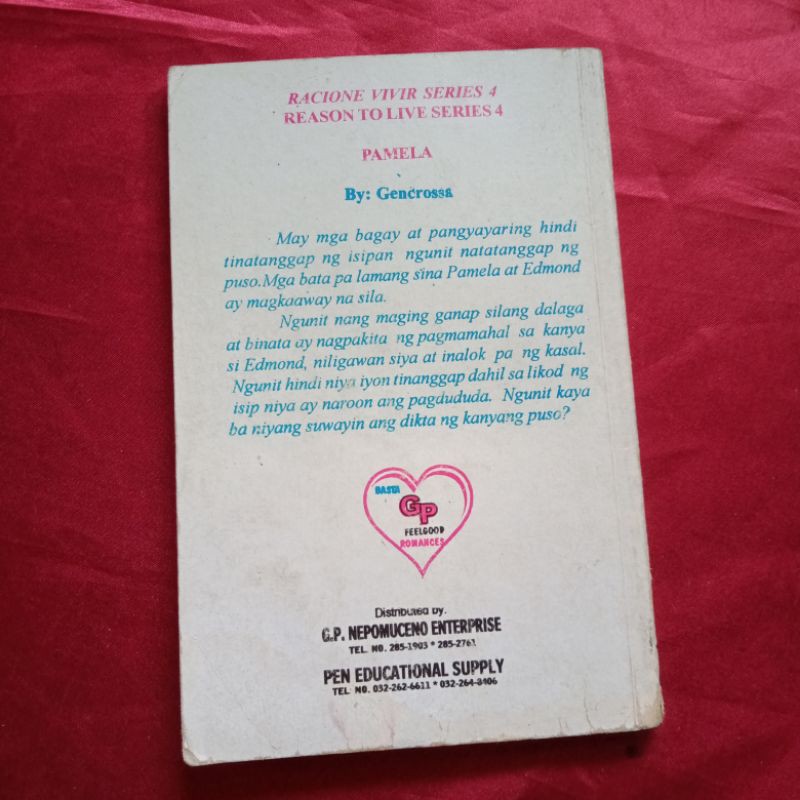 RACIONE VIVIR SERIES 4
REASON TO LIVE SERIES 4
PAMELA
By: Gencrossa
May mga bagay at pangyayaring hindi
tinatanggap ng isipan ngunit natatanggap ng
puso.Mga bata pa lamang sina Pamela at Edmond
ay magkaaway na sila.
Ngunit nang maging ganap silang dalaga
at binata ay nagpakita ng pagmamahal sa kanya
si Edmond, niligawan siya at inalok pa ng kasal.
Ngunit hindi niya iyon tinanggap dahil sa likod ng
isip niya ay naroon ang pagdududa. Ngunit kaya
ba niyang suwayin ang dikta ng kanyang puso?
BASTA
GP
FEELGOOD
ROMANCES
Distributed by:
G.P. NEPOMUCENO ENTERPRISE
TEL. NO. 285-1903 * 285-2761
PEN EDUCATIONAL SUPPLY
TEL. NO. 032-262-6611 * 032-264-8406